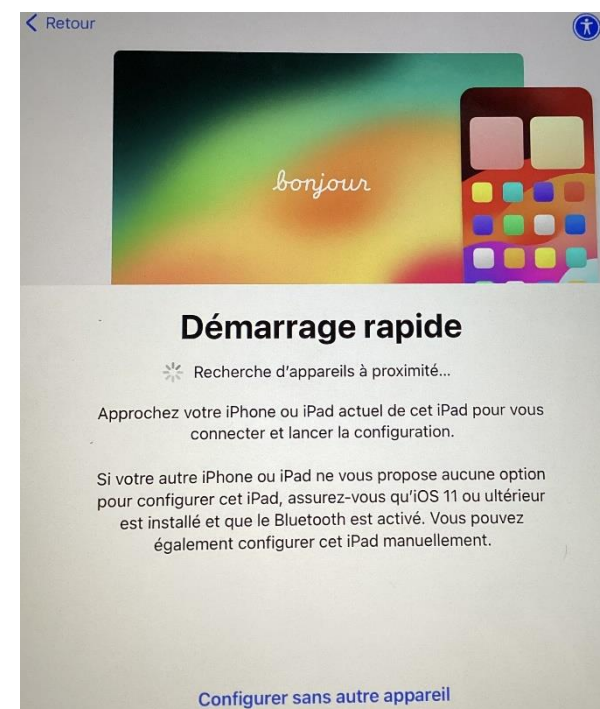 Retour
bonjour
Démarrage rapide
Recherche d'appareils à proximité...
Approchez votre iPhone ou iPad actuel de cet iPad pour vous
connecter et lancer la configuration.
Si votre autre iPhone ou iPad ne vous propose aucune option
pour configurer cet iPad, assurez-vous qu'iOS 11 ou ultérieur
est installé et que le Bluetooth est activé. Vous pouvez
également configurer cet iPad manuellement.
Configurer sans autre appareil